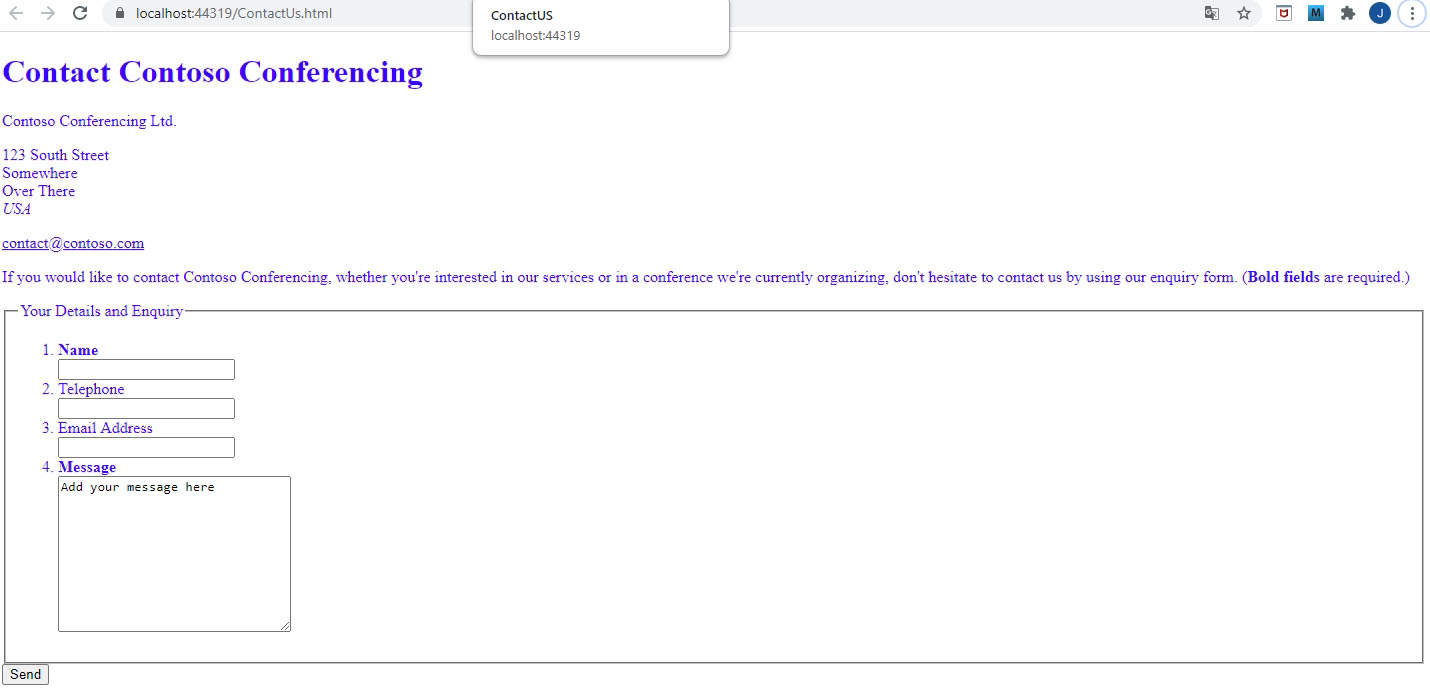 localhost:44319/ContactUs.html
ContactUS
localhost:44319
M
J
Contact Contoso Conferencing
Contoso Conferencing Ltd.
123 South Street
Somewhere
Over There
USA
contact@contoso.com
If you would like to contact Contoso Conferencing, whether you're interested in our services or in a conference we're currently organizing, don't hesitate to contact us by using our enquiry form. (Bold fields are required.)
Your Details and Enquiry
1. Name
2. Telephone
3. Email Address
4. Message
Add your message here
Send